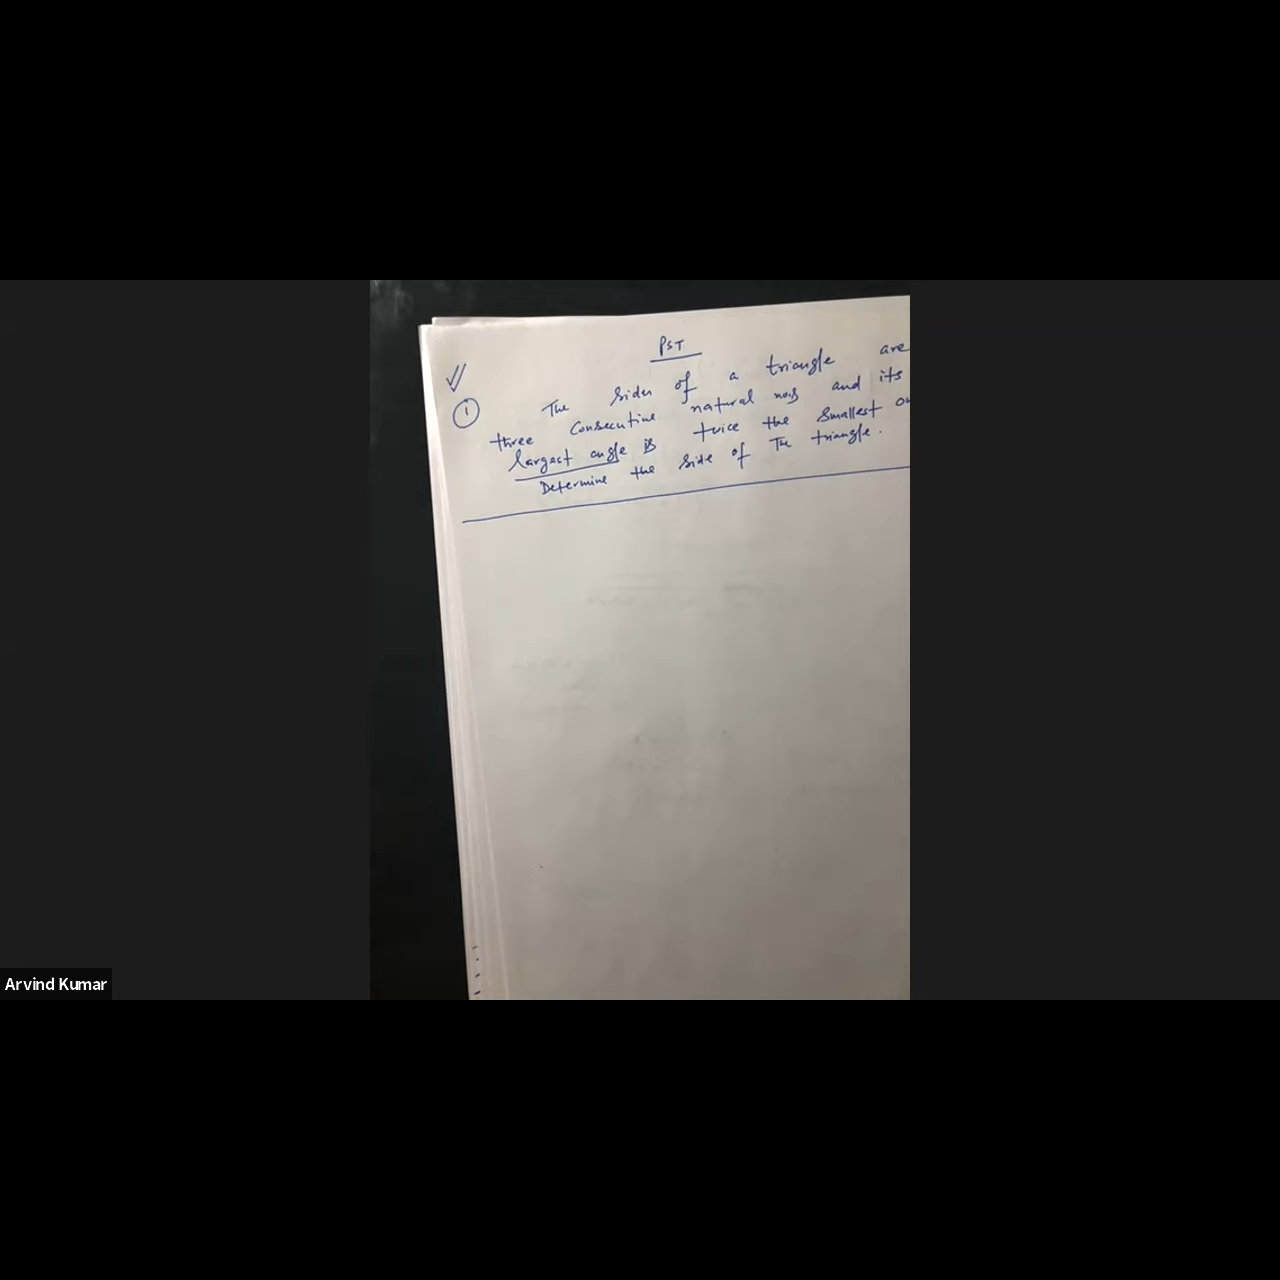 PST
① The sides of a triangle are
three consecutive natural nos and its
largest angle is twice the smallest
Determine the side of The triangle.
Arvind Kumar